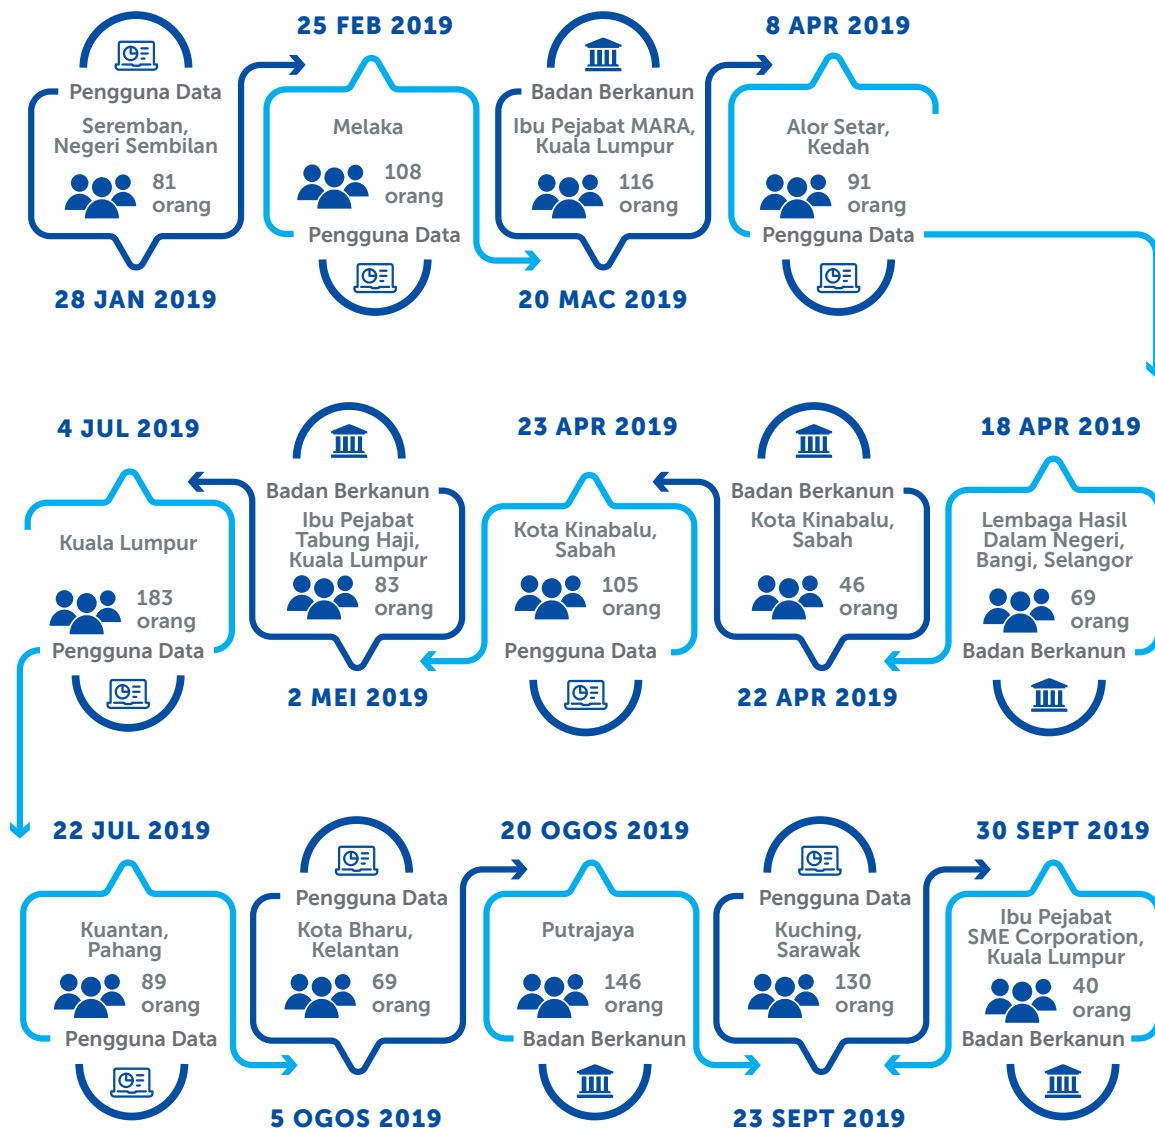 Pengguna Data
Seremban,
Negeri Sembilan
81
orang
28 JAN 2019
25 FEB 2019
Melaka
108
orang
Pengguna Data
Badan Berkanun
Ibu Pejabat MARA,
Kuala Lumpur
116
orang
20 MAC 2019
8 APR 2019
Alor Setar,
Kedah
91
orang
Pengguna Data
18 APR 2019
Lembaga Hasil
Dalam Negeri,
Bangi, Selangor
69
orang
Badan Berkanun
Badan Berkanun
Kota Kinabalu,
Sabah
46
orang
22 APR 2019
23 APR 2019
Kota Kinabalu,
Sabah
105
orang
Pengguna Data
Badan Berkanun
Ibu Pejabat
Tabung Haji,
Kuala Lumpur
83
orang
2 MEI 2019
4 JUL 2019
Kuala Lumpur
183
orang
Pengguna Data
22 JUL 2019
Kuantan,
Pahang
89
orang
Pengguna Data
Pengguna Data
Kota Bharu,
Kelantan
69
orang
5 OGOS 2019
20 OGOS 2019
Putrajaya
146
orang
Badan Berkanun
Pengguna Data
Kuching,
Sarawak
130
orang
23 SEPT 2019
30 SEPT 2019
Ibu Pejabat
SME Corporation,
Kuala Lumpur
40
orang
Badan Berkanun